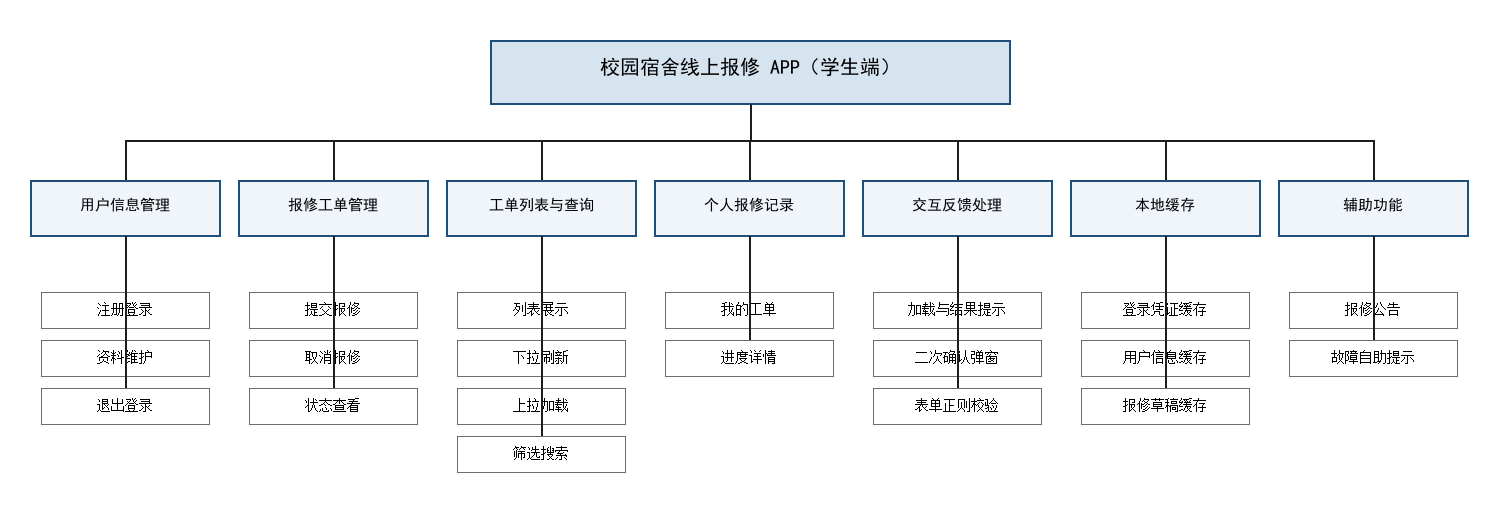 校园宿舍线上报修 APP（学生端）
用户信息管理
报修工单管理
工单列表与查询
个人报修记录
交互反馈处理
本地缓存
辅助功能
注册登录
提交报修
列表展示
我的工单
加载与结果提示
登录凭证缓存
报修公告
资料维护
取消报修
下拉刷新
进度详情
二次确认弹窗
用户信息缓存
故障自助提示
退出登录
状态查看
上拉加载
表单正则校验
报修草稿缓存
筛选搜索